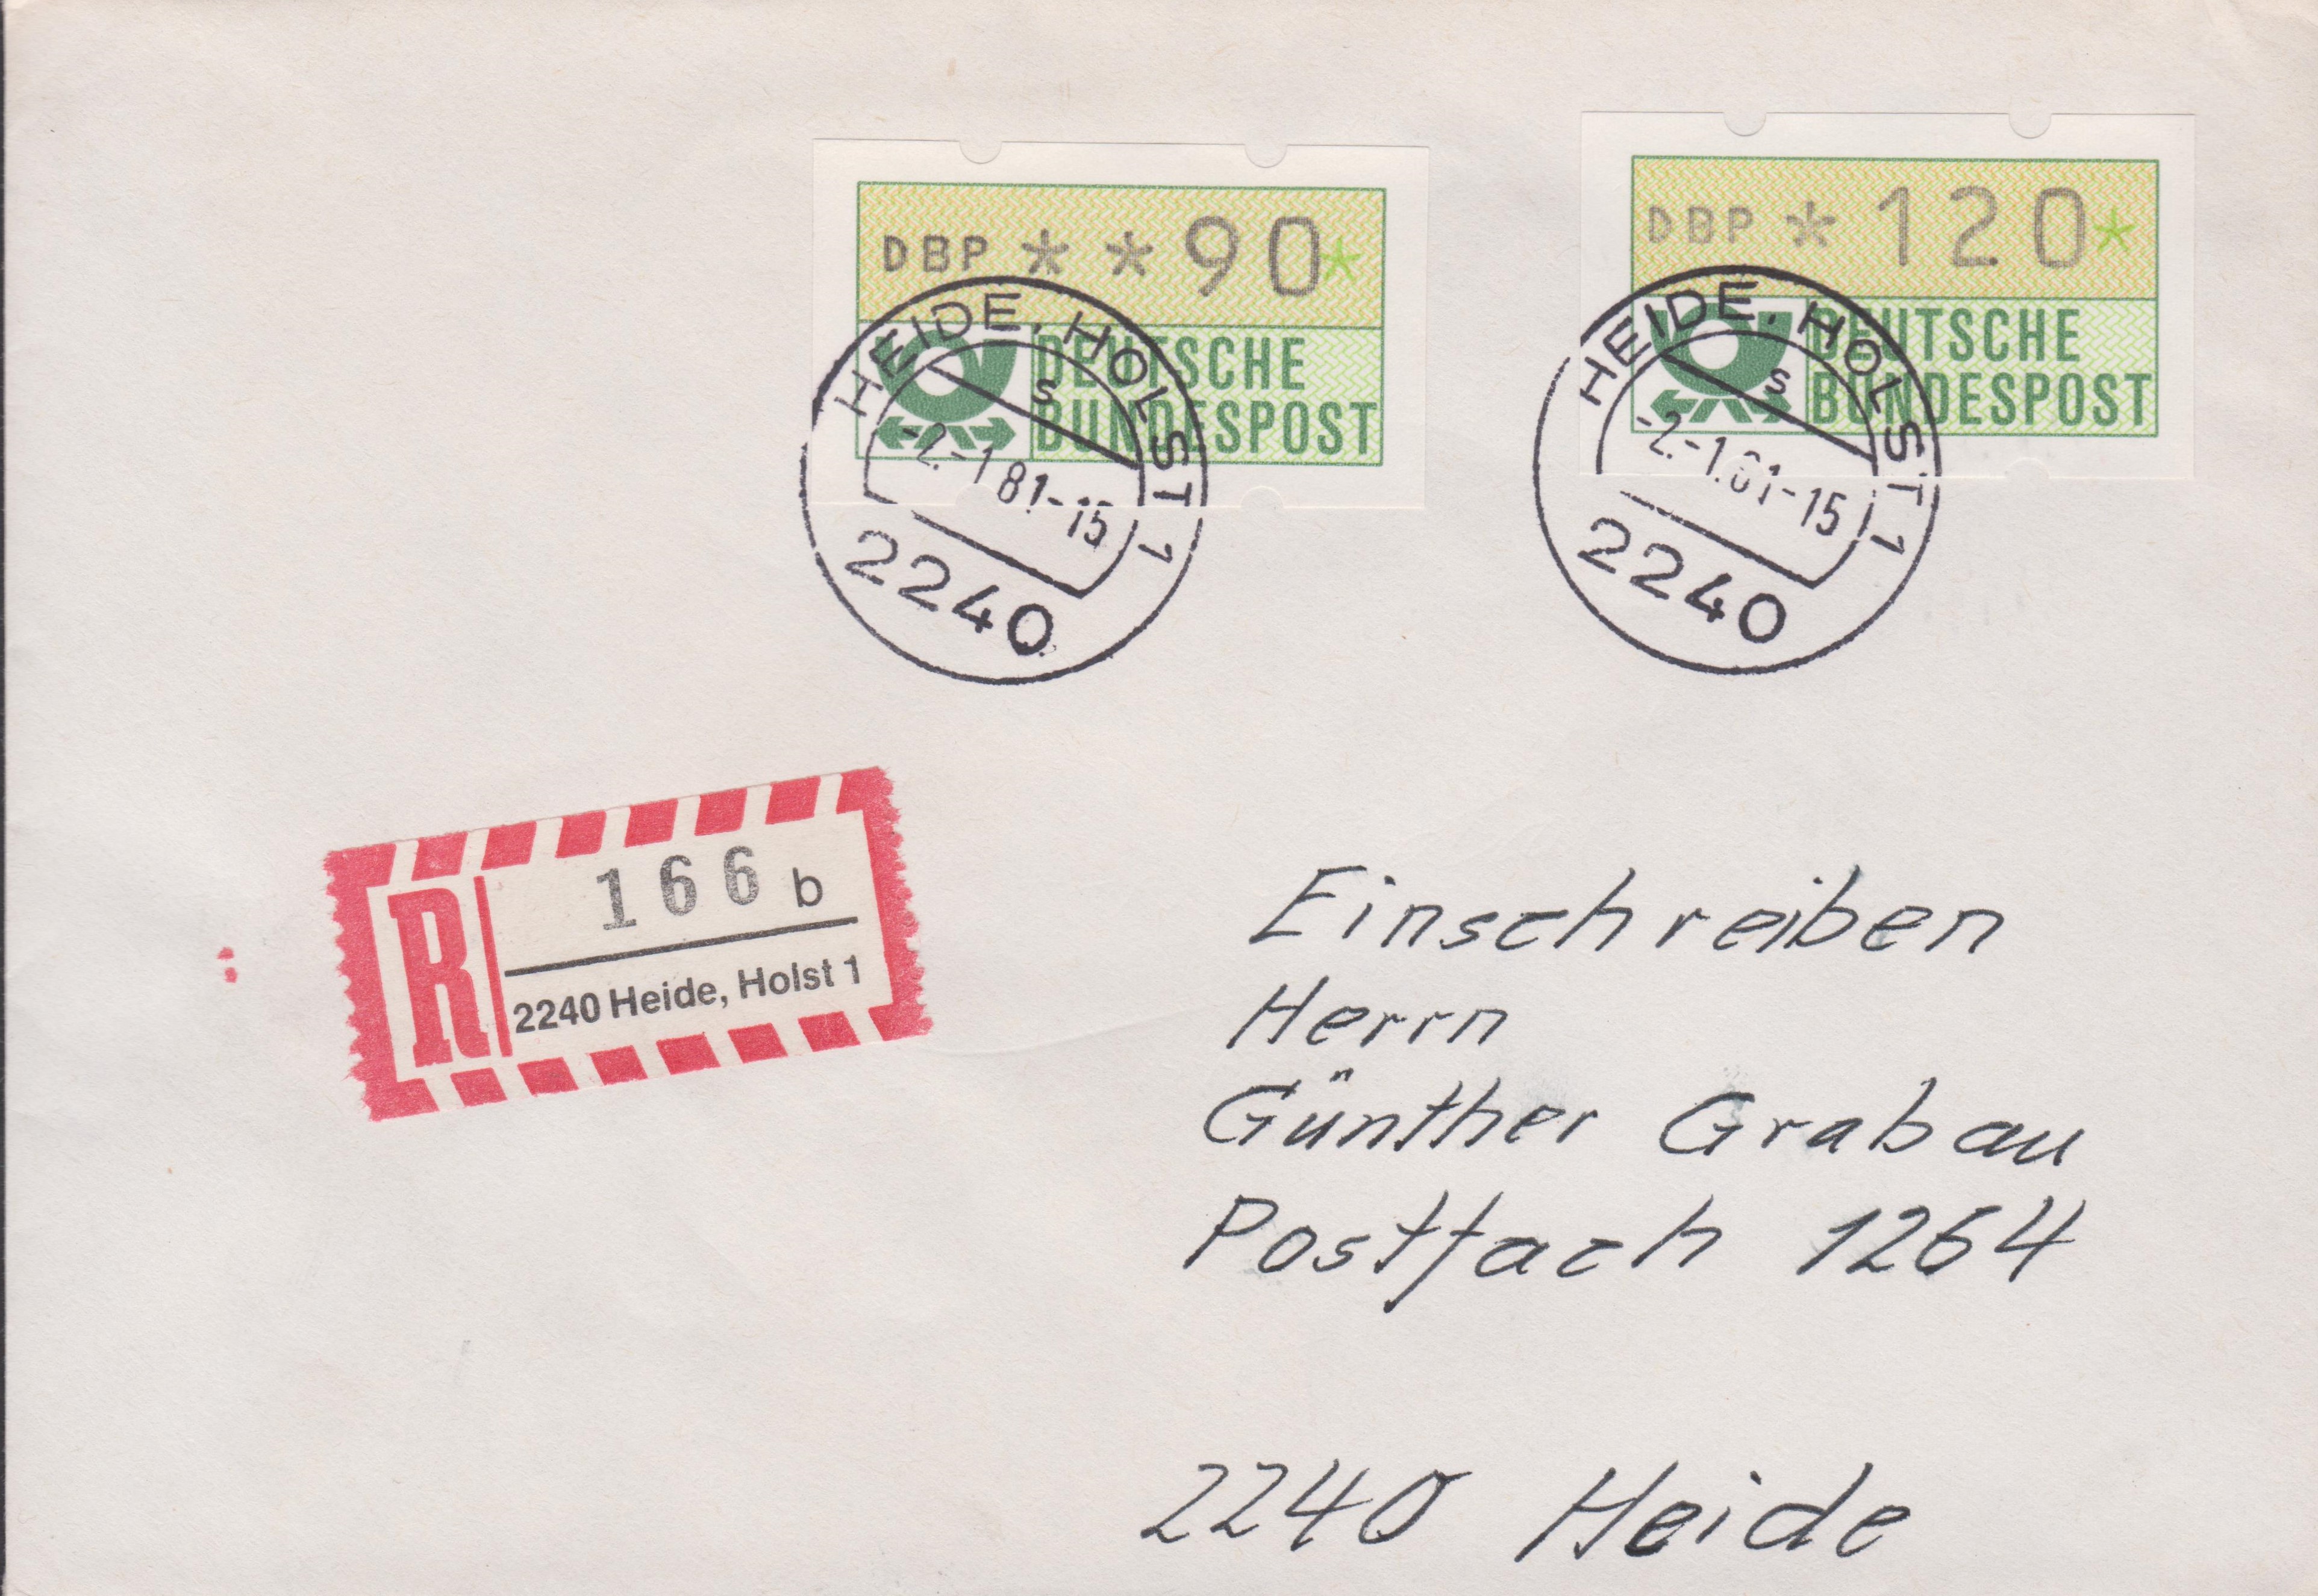 DBP **90*
DEUTSCHE
BUNDESPOST
HEIDE, HOLST 1
s
-2.-1 81-15
2240
DBP *120*
DEUTSCHE
BUNDESPOST
HEIDE, HOLST 1
s
-2.-1.81-15
2240
R
166 b
2240 Heide, Holst 1
Einschreiben
Herrn
Günther Grabau
Postfach 1264
2240 Heide